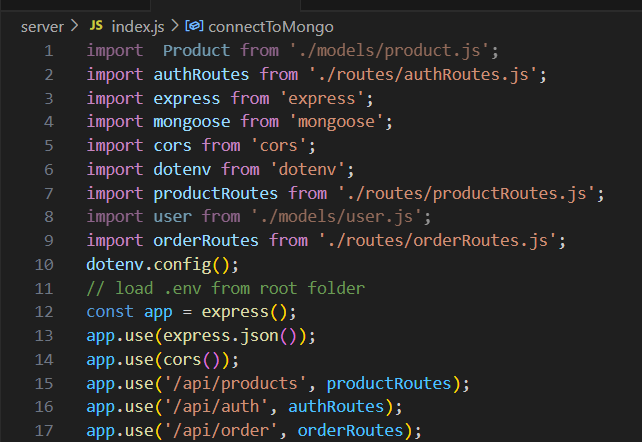 server > JS index.js > connectToMongo
1 import  Product from './models/product.js';
2 import authRoutes from './routes/authRoutes.js';
3 import express from 'express';
4 import mongoose from 'mongoose';
5 import cors from 'cors';
6 import dotenv from 'dotenv';
7 import productRoutes from './routes/productRoutes.js';
8 import user from './models/user.js';
9 import orderRoutes from './routes/orderRoutes.js';
10 dotenv.config();
11 // load .env from root folder
12 const app = express();
13 app.use(express.json());
14 app.use(cors());
15 app.use('/api/products', productRoutes);
16 app.use('/api/auth', authRoutes);
17 app.use('/api/order', orderRoutes);